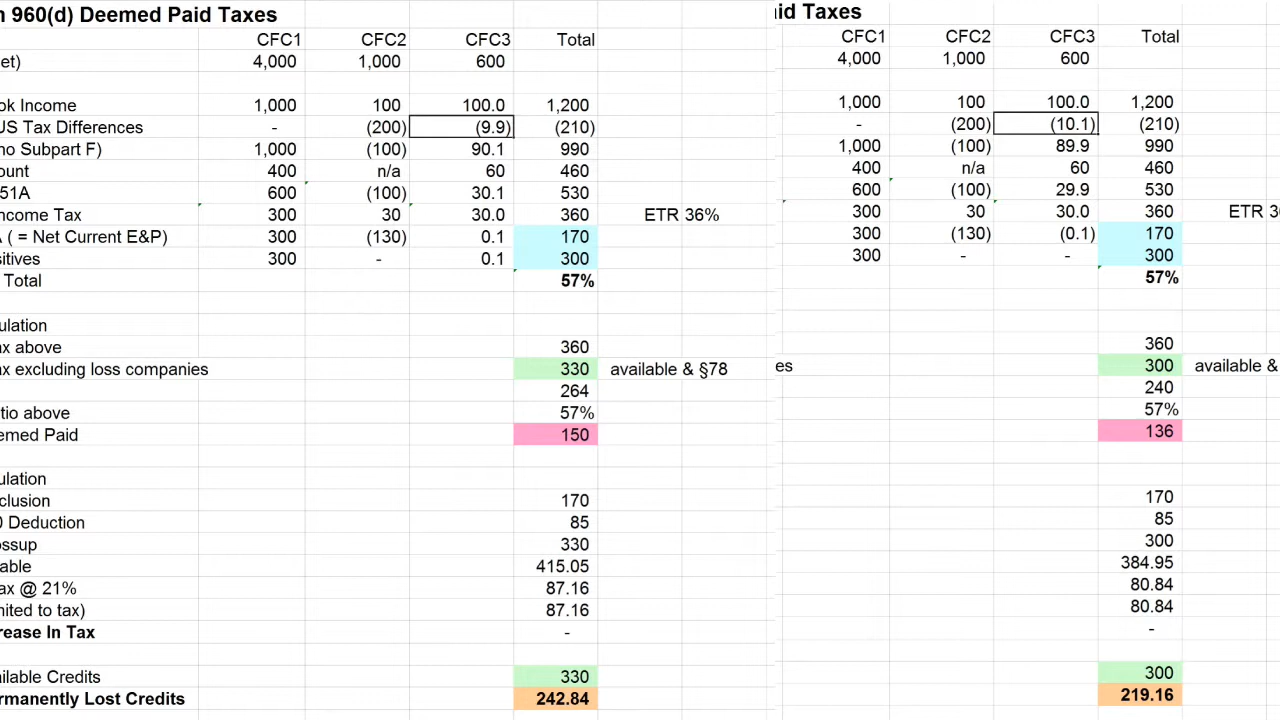 n 960(d) Deemed Paid Taxes
CFC1 CFC2 CFC3 Total
et) 4,000 1,000 600
ok Income 1,000 100 100.0 1,200
US Tax Differences - (200) (9.9) (210)
no Subpart F) 1,000 (100) 90.1 990
ount 400 n/a 60 460
51A 600 (100) 30.1 530
ncome Tax 300 30 30.0 360 ETR 36%
A ( = Net Current E&P) 300 (130) 0.1 170
sitives 300 - 0.1 300
Total 57%
ulation
ax above 360
ax excluding loss companies 330 available & §78
264
tio above 57%
emed Paid 150
ulation
clusion 170
0 Deduction 85
ossup 330
able 415.05
ax @ 21% 87.16
nited to tax) 87.16
rease In Tax -
ilable Credits 330
rmanently Lost Credits 242.84
id Taxes
CFC1 CFC2 CFC3 Total
4,000 1,000 600
1,000 100 100.0 1,200
- (200) (10.1) (210)
1,000 (100) 89.9 990
400 n/a 60 460
600 (100) 29.9 530
300 30 30.0 360 ETR 3
300 (130) (0.1) 170
300 - - 300
57%
360
es 300 available &
240
57%
136
170
85
300
384.95
80.84
80.84
-
300
219.16